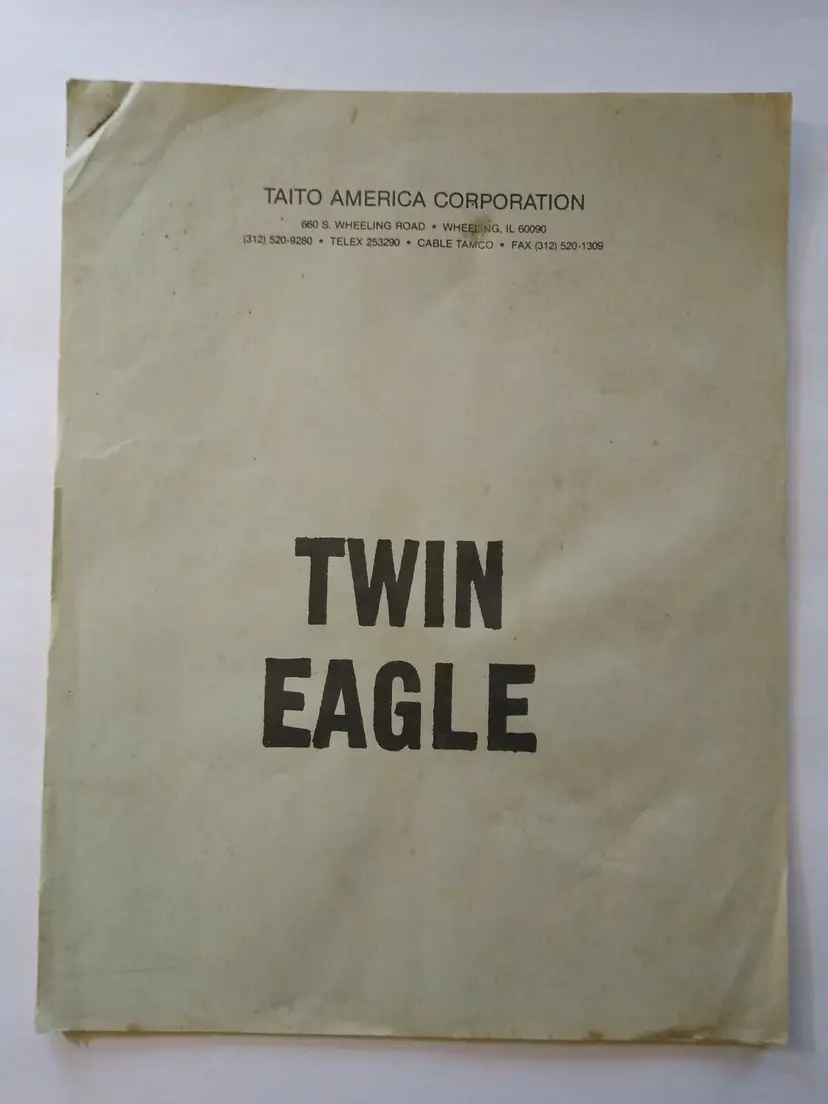 TAITO AMERICA CORPORATION
660 S. WHEELING ROAD • WHEELING, IL 60090
(312) 520-9280 • TELEX 253290 • CABLE TAMCO • FAX (312) 520-1309
TWIN
EAGLE